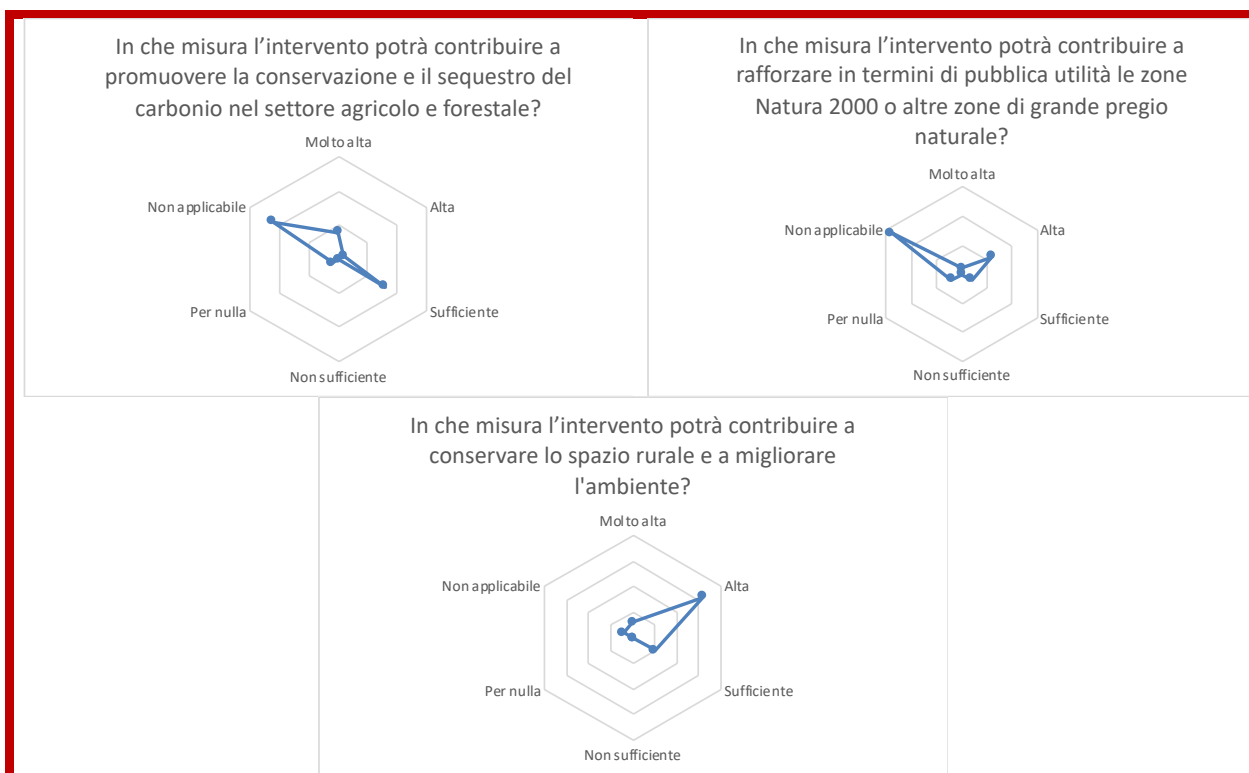 In che misura l’intervento potrà contribuire a
promuovere la conservazione e il sequestro del
carbonio nel settore agricolo e forestale?
Molto alta
Non applicabile
Alta
Per nulla
Sufficiente
Non sufficiente
In che misura l’intervento potrà contribuire a
rafforzare in termini di pubblica utilità le zone
Natura 2000 o altre zone di grande pregio
naturale?
Molto alta
Non applicabile
Alta
Per nulla
Sufficiente
Non sufficiente
In che misura l’intervento potrà contribuire a
conservare lo spazio rurale e a migliorare
l'ambiente?
Molto alta
Non applicabile
Alta
Per nulla
Sufficiente
Non sufficiente